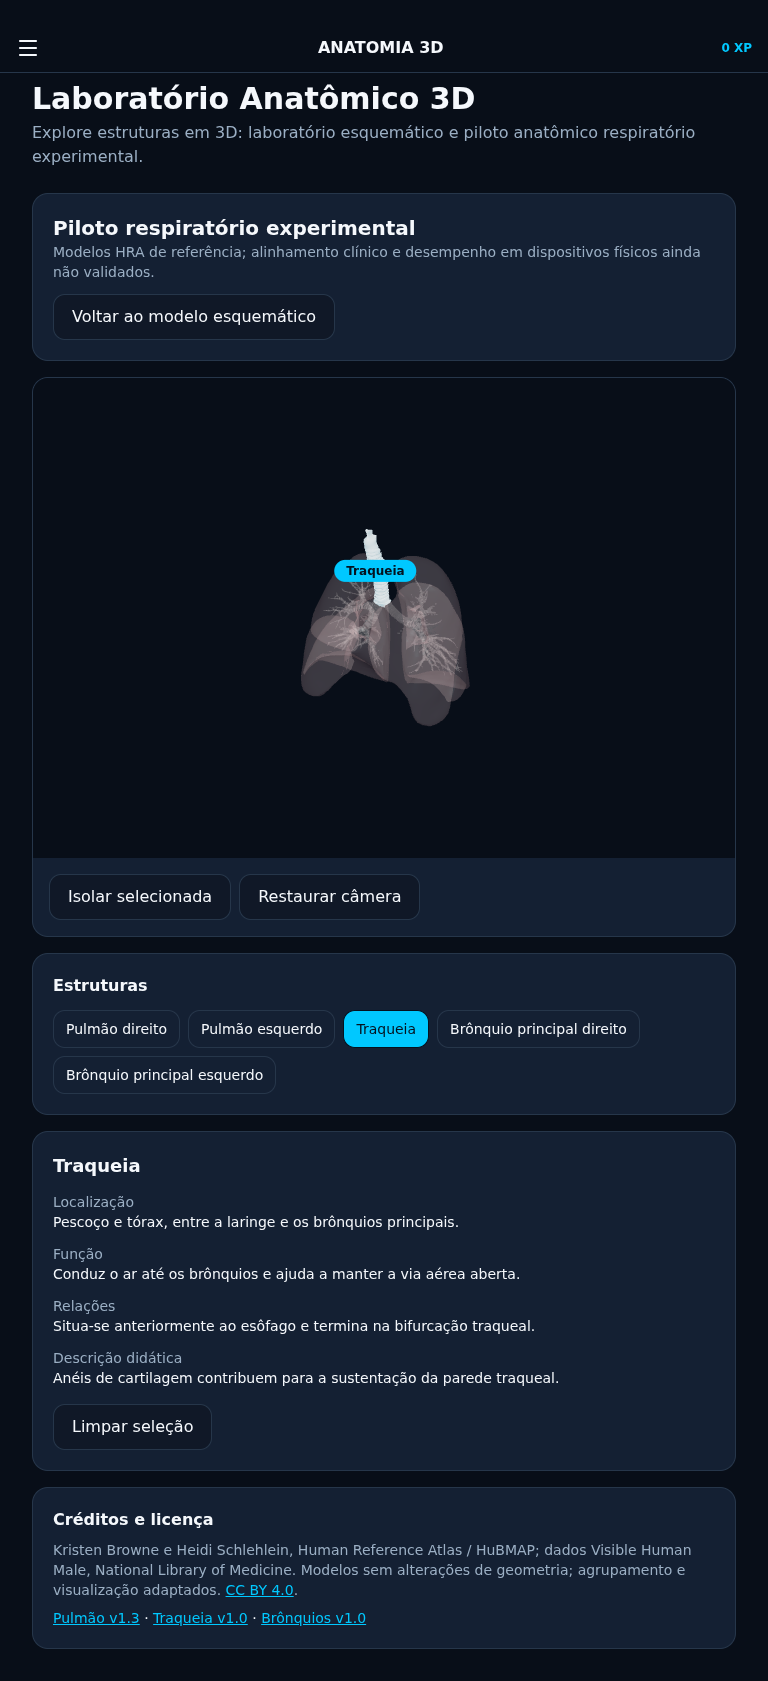 ANATOMIA 3D
0 XP
Laboratório Anatômico 3D
Explore estruturas em 3D: laboratório esquemático e piloto anatômico respiratório
experimental.
Piloto respiratório experimental
Modelos HRA de referência; alinhamento clínico e desempenho em dispositivos físicos ainda
não validados.
Voltar ao modelo esquemático
Traqueia
Isolar selecionada
Restaurar câmera
Estruturas
Pulmão direito
Pulmão esquerdo
Traqueia
Brônquio principal direito
Brônquio principal esquerdo
Traqueia
Localização
Pescoço e tórax, entre a laringe e os brônquios principais.
Função
Conduz o ar até os brônquios e ajuda a manter a via aérea aberta.
Relações
Situa-se anteriormente ao esôfago e termina na bifurcação traqueal.
Descrição didática
Anéis de cartilagem contribuem para a sustentação da parede traqueal.
Limpar seleção
Créditos e licença
Kristen Browne e Heidi Schlehlein, Human Reference Atlas / HuBMAP; dados Visible Human
Male, National Library of Medicine. Modelos sem alterações de geometria; agrupamento e
visualização adaptados. CC BY 4.0.
Pulmão v1.3 · Traqueia v1.0 · Brônquios v1.0